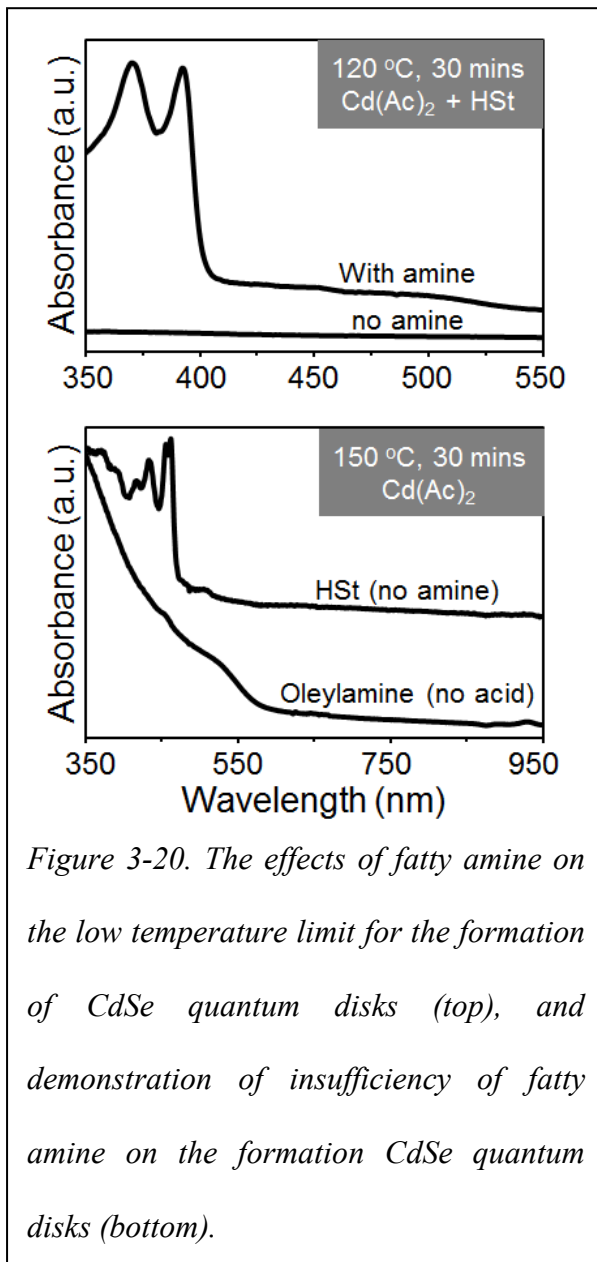 120 °C, 30 mins
Cd(Ac)₂ + HSt
Absorbance (a.u.)
With amine
no amine
350 400 450 500 550
150 °C, 30 mins
Cd(Ac)₂
Absorbance (a.u.)
HSt (no amine)
Oleylamine (no acid)
350 550 750 950
Wavelength (nm)
Figure 3-20. The effects of fatty amine on
the low temperature limit for the formation
of CdSe quantum disks (top), and
demonstration of insufficiency of fatty
amine on the formation CdSe quantum
disks (bottom).